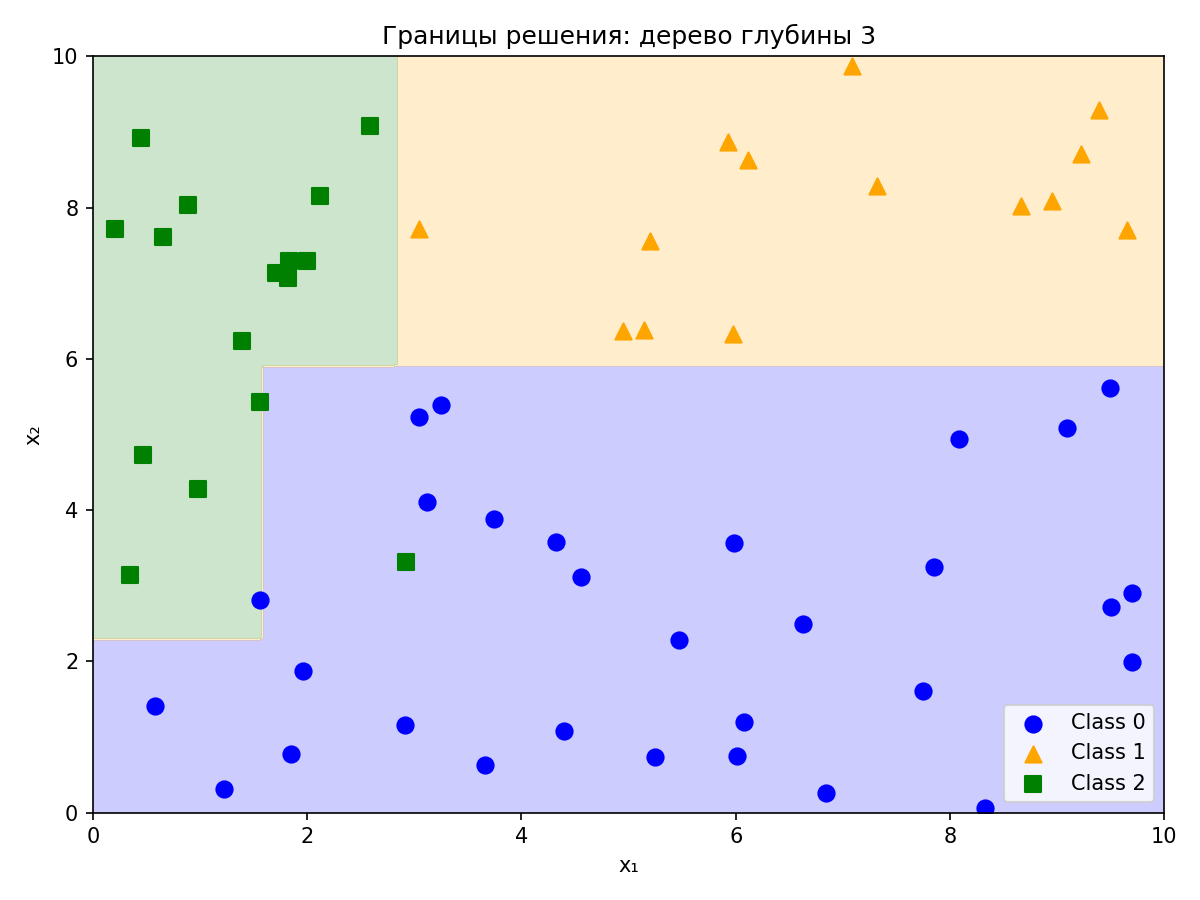 Границы решения: дерево глубины 3
10
8
6
4
2
0
x₂
0 2 4 6 8 10
x₁
Class 0
Class 1
Class 2